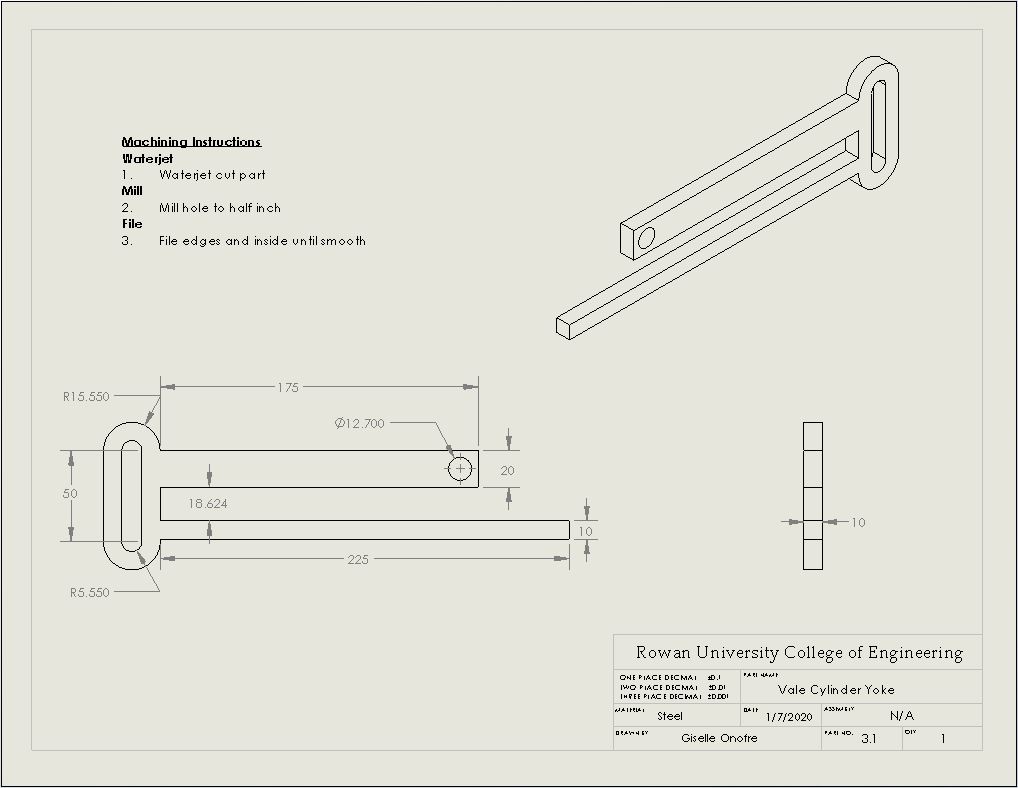 Machining Instructions
Waterjet
1. Waterjet cut part
Mill
2. Mill hole to half inch
File
3. File edges and inside until smooth
175
R15.550
Ø12.700
20
50
18.624
10
225
R5.550
10
Rowan University College of Engineering
ONE PLACE DECIMAL ±0.1
TWO PLACE DECIMAL ±0.01
THREE PLACE DECIMAL ±0.001
PART NAME
Vale Cylinder Yoke
MATERIAL
Steel
DATE
1/7/2020
ASSEMBLY
N/A
DRAWN BY
Giselle Onofre
PART NO.
3.1
QTY
1